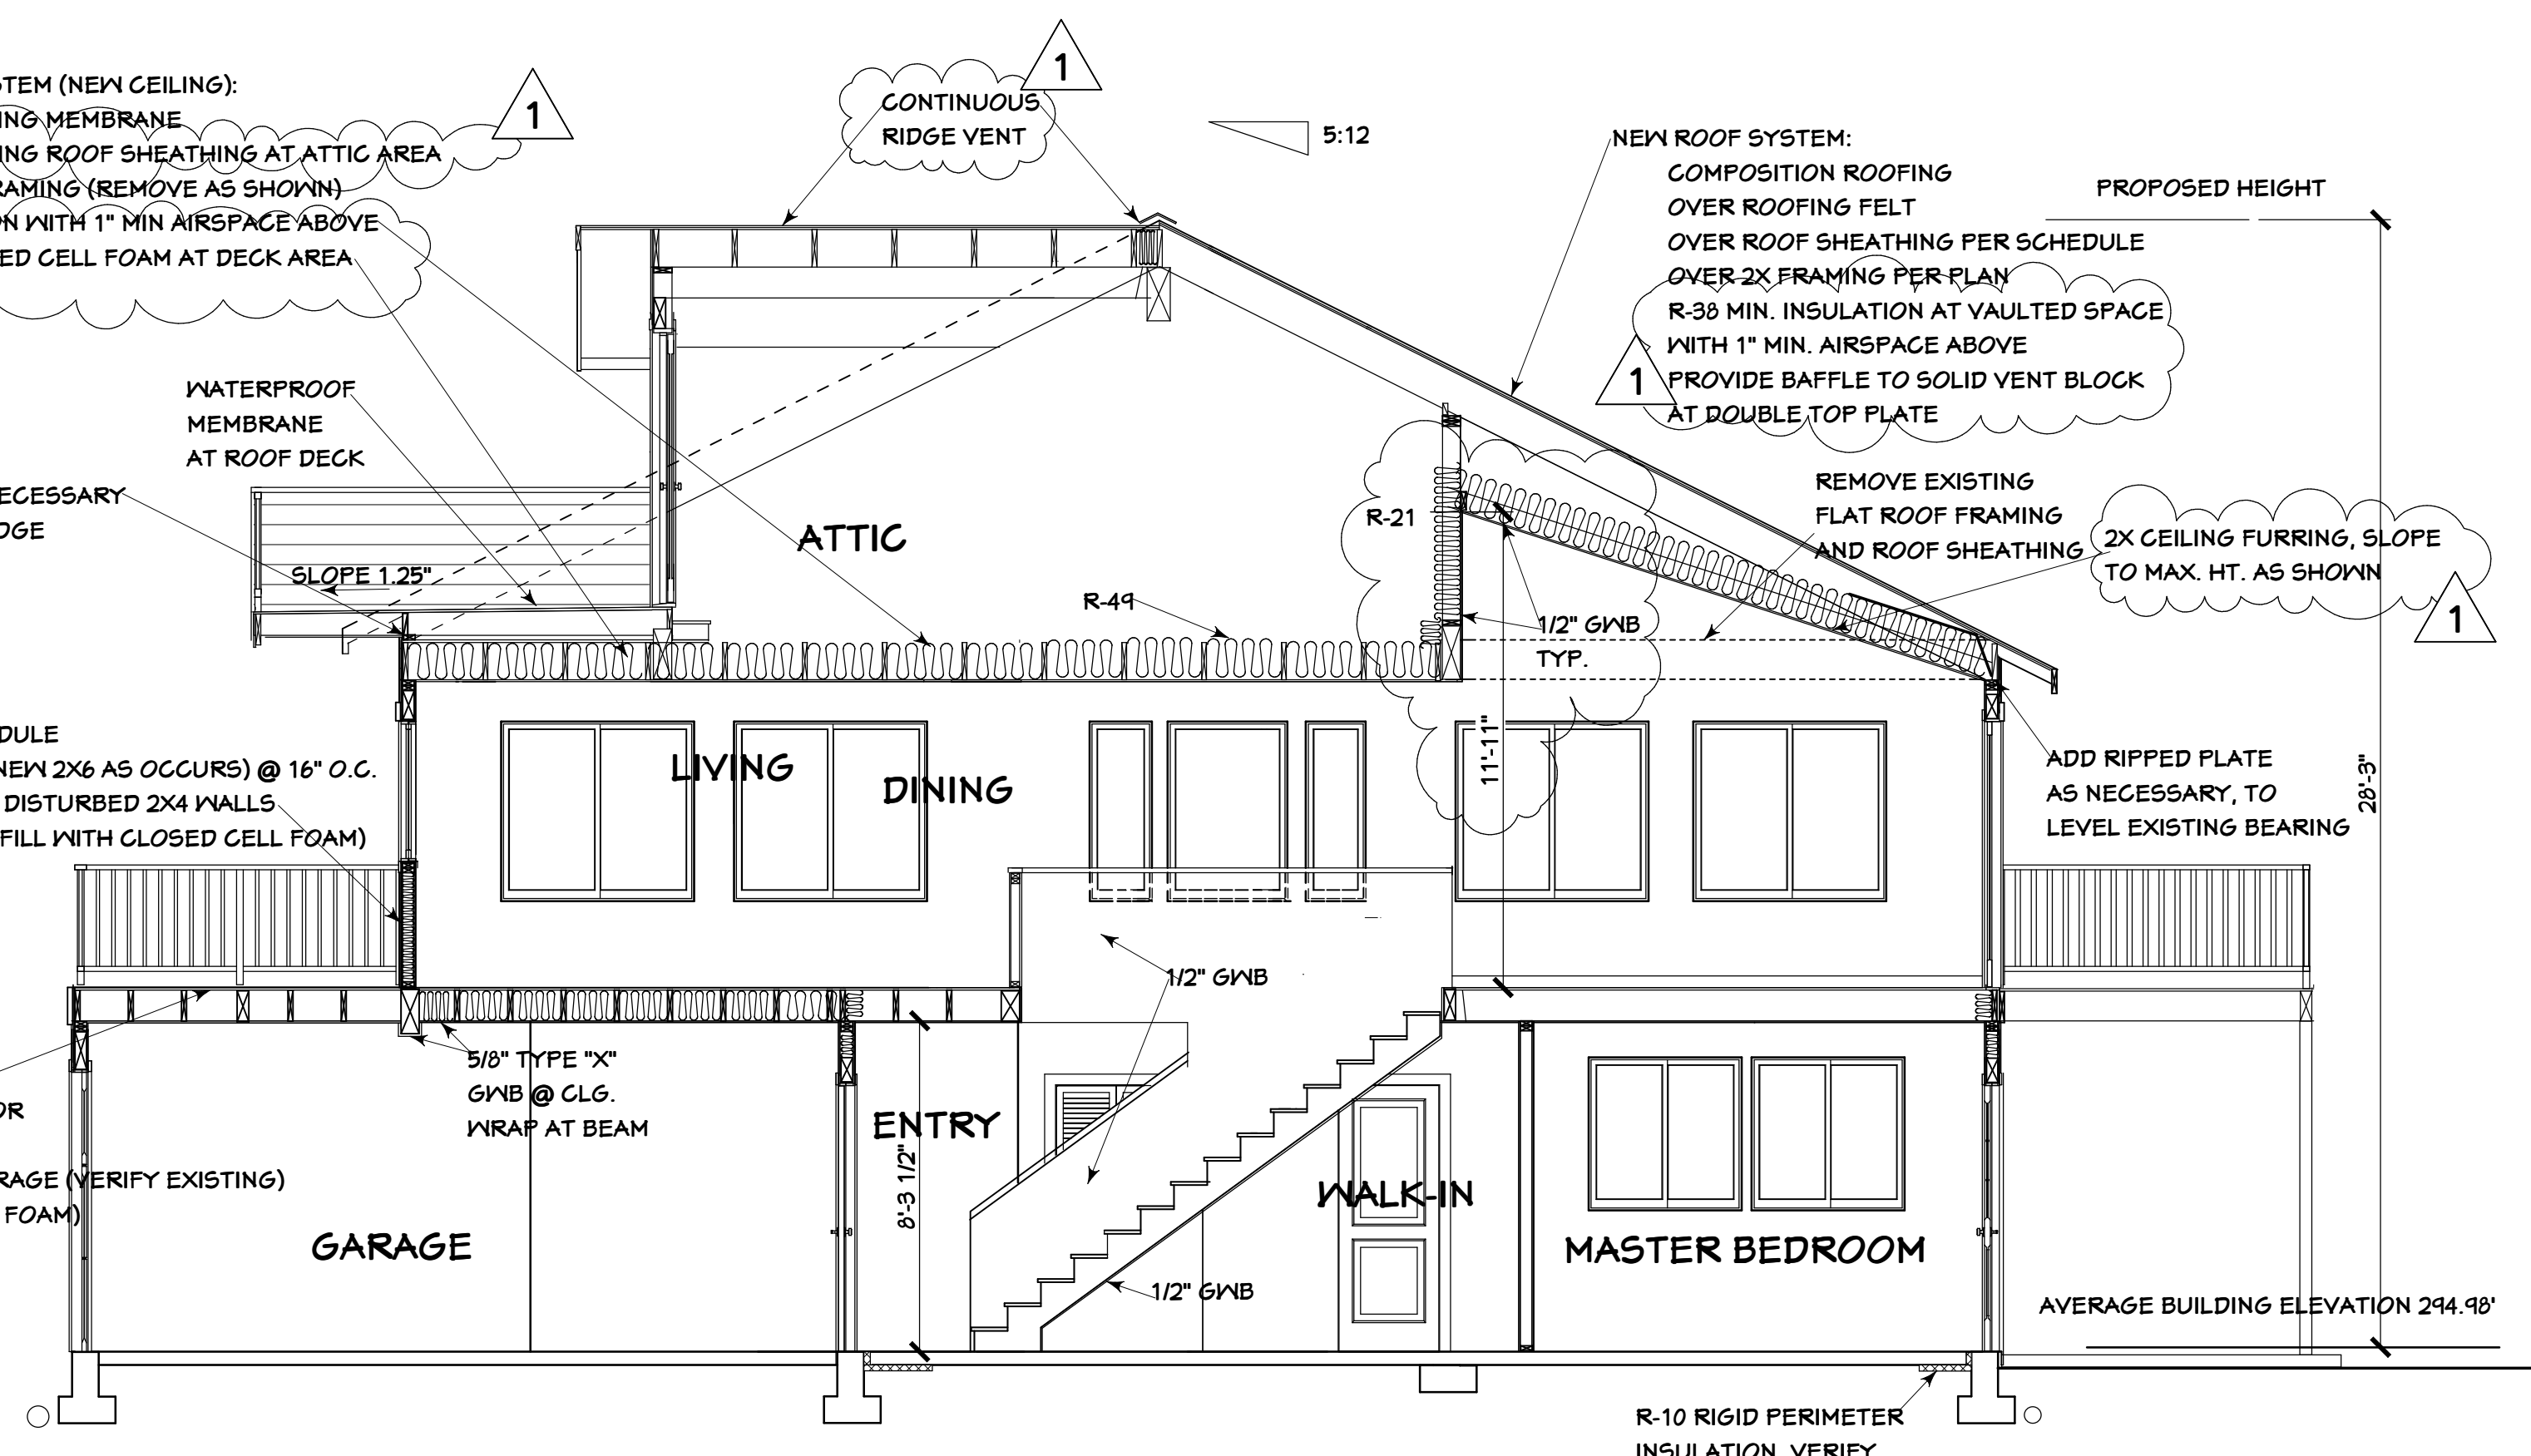 STEM (NEW CEILING):
ING MEMBRANE
ING ROOF SHEATHING AT ATTIC AREA
RAMING (REMOVE AS SHOWN)
ON WITH 1" MIN AIRSPACE ABOVE
ED CELL FOAM AT DECK AREA
1
CONTINUOUS
RIDGE VENT
1
5:12
NEW ROOF SYSTEM:
COMPOSITION ROOFING
OVER ROOFING FELT
OVER ROOF SHEATHING PER SCHEDULE
OVER 2X FRAMING PER PLAN
R-38 MIN. INSULATION AT VAULTED SPACE
WITH 1" MIN. AIRSPACE ABOVE
PROVIDE BAFFLE TO SOLID VENT BLOCK
AT DOUBLE TOP PLATE
1
PROPOSED HEIGHT
WATERPROOF
MEMBRANE
AT ROOF DECK
ECESSARY
DGE
SLOPE 1.25"
ATTIC
R-49
R-21
1/2" GWB
TYP.
REMOVE EXISTING
FLAT ROOF FRAMING
AND ROOF SHEATHING
2X CEILING FURRING, SLOPE
TO MAX. HT. AS SHOWN
1
DULE
NEW 2X6 AS OCCURS) @ 16" O.C.
DISTURBED 2X4 WALLS
FILL WITH CLOSED CELL FOAM)
LIVING
DINING
11'-11"
ADD RIPPED PLATE
AS NECESSARY, TO
LEVEL EXISTING BEARING
28'-3"
1/2" GWB
5/8" TYPE "X"
GWB @ CLG.
WRAP AT BEAM
OR
RAGE (VERIFY EXISTING)
FOAM)
GARAGE
ENTRY
8'-3 1/2"
WALK-IN
1/2" GWB
MASTER BEDROOM
AVERAGE BUILDING ELEVATION 294.98'
R-10 RIGID PERIMETER
INSULATION, VERIFY